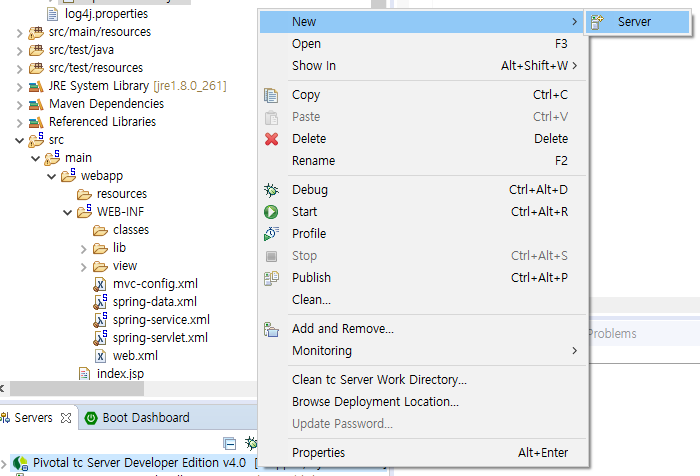 log4j.properties
src/main/resources
src/test/java
src/test/resources
JRE System Library [jre1.8.0_261]
Maven Dependencies
Referenced Libraries
src
main
webapp
resources
WEB-INF
classes
lib
view
mvc-config.xml
spring-data.xml
spring-service.xml
spring-servlet.xml
web.xml
index.jsp
Servers
Boot Dashboard
Pivotal tc Server Developer Edition v4.0
New
Open F3
Show In Alt+Shift+W
Copy Ctrl+C
Paste Ctrl+V
Delete Delete
Rename F2
Debug Ctrl+Alt+D
Start Ctrl+Alt+R
Profile
Stop Ctrl+Alt+S
Publish Ctrl+Alt+P
Clean...
Add and Remove...
Monitoring
Clean tc Server Work Directory...
Browse Deployment Location...
Update Password...
Properties Alt+Enter
Server
Problems